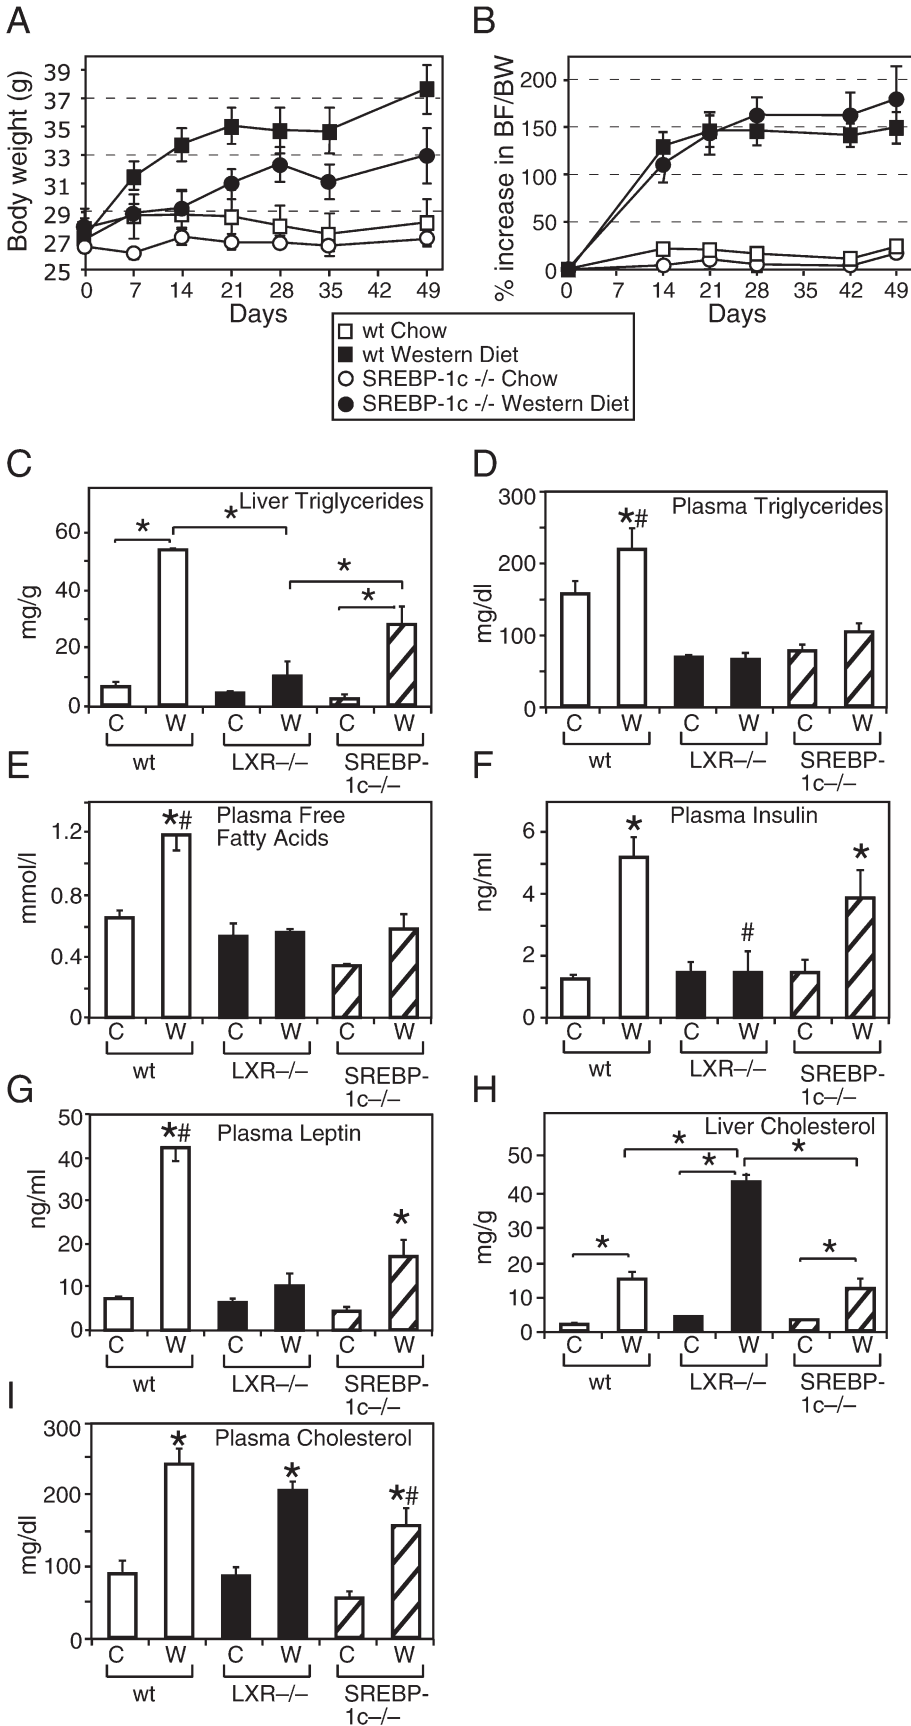 A
B
Body weight (g)
39
37
35
33
31
29
27
25
0 7 14 21 28 35 42 49
Days
% increase in BF/BW
200
150
100
50
0
0 7 14 21 28 35 42 49
Days
wt Chow
wt Western Diet
SREBP-1c -/- Chow
SREBP-1c -/- Western Diet
C
Liver Triglycerides
mg/g
60
40
20
0
* * * *
C W C W C W
wt LXR–/– SREBP-
1c–/–
D
Plasma Triglycerides
mg/dl
300
200
100
0
*#
C W C W C W
wt LXR–/– SREBP-
1c–/–
E
Plasma Free
Fatty Acids
mmol/l
1.2
0.8
0.4
0
*#
C W C W C W
wt LXR–/– SREBP-
1c–/–
F
Plasma Insulin
ng/ml
6
4
2
0
* # *
C W C W C W
wt LXR–/– SREBP-
1c–/–
G
Plasma Leptin
ng/ml
50
40
30
20
10
0
*# *
C W C W C W
wt LXR–/– SREBP-
1c–/–
H
Liver Cholesterol
mg/g
50
40
30
20
10
0
* * * * *
C W C W C W
wt LXR–/– SREBP-
1c–/–
I
Plasma Cholesterol
mg/dl
300
200
100
0
* * *#
C W C W C W
wt LXR–/– SREBP-
1c–/–